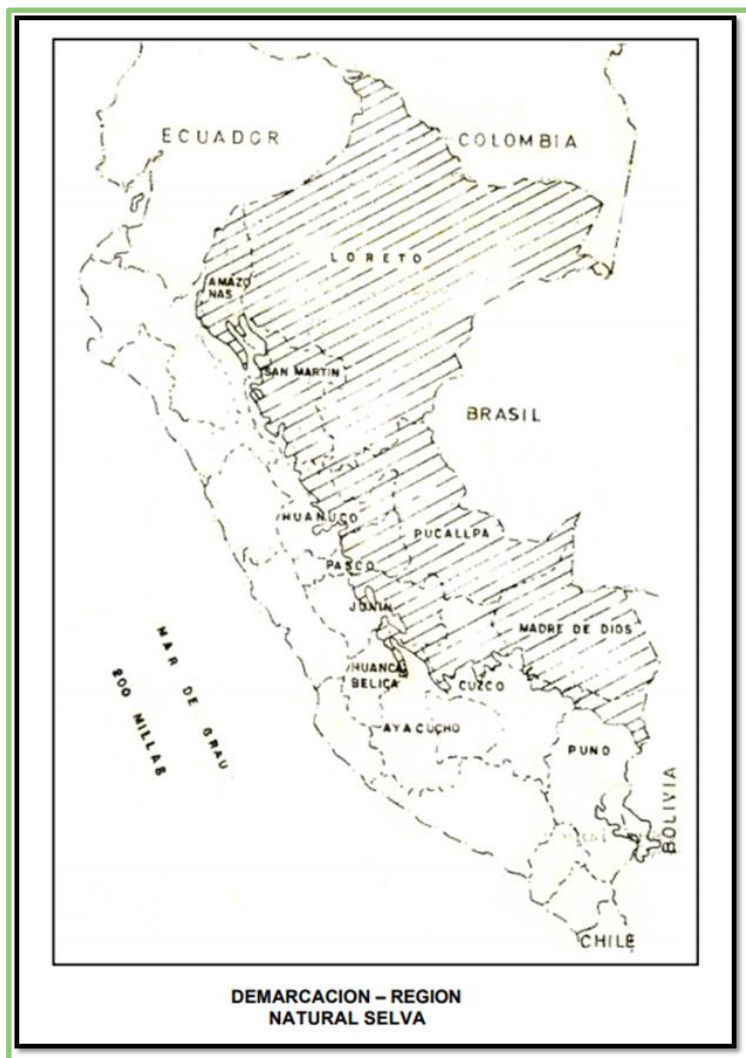 ECUADOR
COLOMBIA
LORETO
AMAZO
NAS
SAN MARTIN
BRASIL
HUANUCO
PUCALLPA
PASCO
JUNIN
MADRE DE DIOS
HUANCA
BELICA
CUZCO
AYACUCHO
PUNO
MAR DE GRAU
200 MILLAS
BOLIVIA
CHILE
DEMARCACION – REGION
NATURAL SELVA